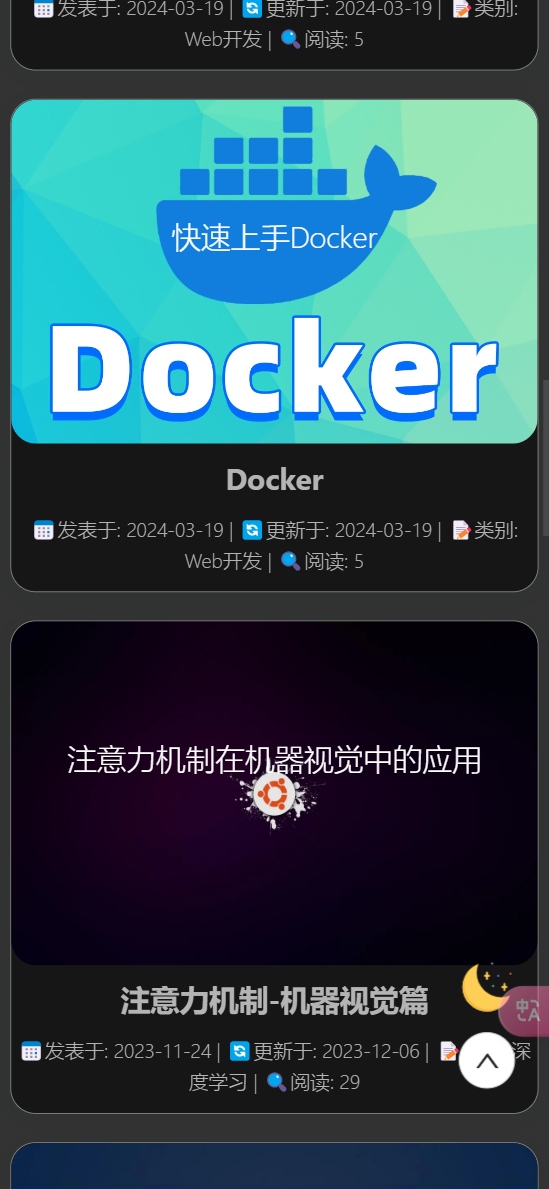 发表于: 2024-03-19 | 更新于: 2024-03-19 | 类别:
Web开发 | 阅读: 5
快速上手Docker
Docker
Docker
发表于: 2024-03-19 | 更新于: 2024-03-19 | 类别:
Web开发 | 阅读: 5
注意力机制在机器视觉中的应用
注意力机制-机器视觉篇
中A
发表于: 2023-11-24 | 更新于: 2023-12-06 | 深
度学习 | 阅读: 29